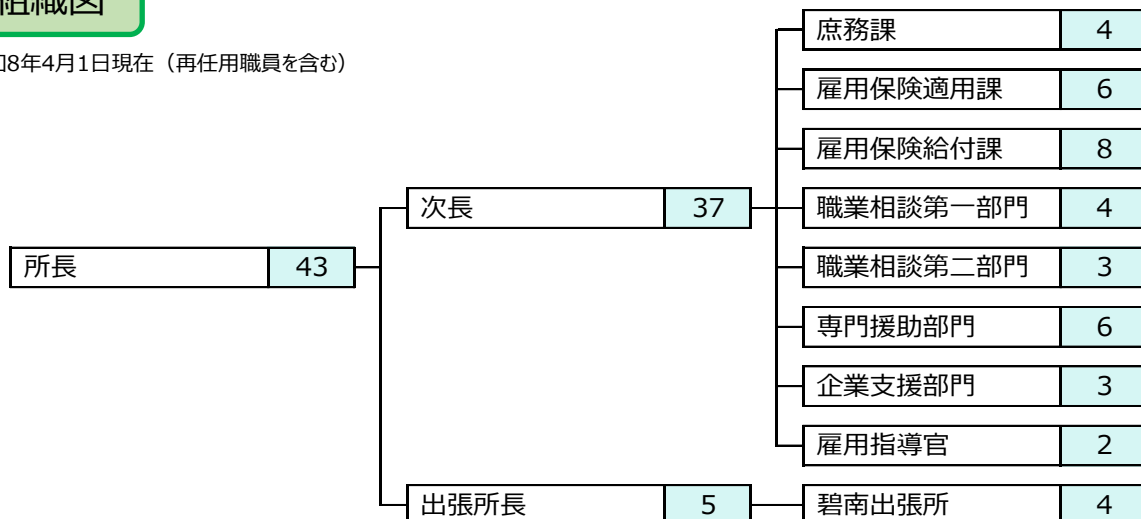 組織図
8年4月1日現在（再任用職員を含む）
庶務課 4
雇用保険適用課 6
雇用保険給付課 8
次長 37
職業相談第一部門 4
所長 43
職業相談第二部門 3
専門援助部門 6
企業支援部門 3
雇用指導官 2
出張所長 5
碧南出張所 4